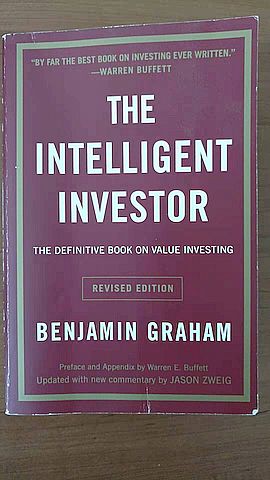 "BY FAR THE BEST BOOK ON INVESTING EVER WRITTEN."
—WARREN BUFFETT
THE
INTELLIGENT
INVESTOR
THE DEFINITIVE BOOK ON VALUE INVESTING
REVISED EDITION
BENJAMIN GRAHAM
Preface and Appendix by Warren E. Buffett
Updated with new commentary by JASON ZWEIG